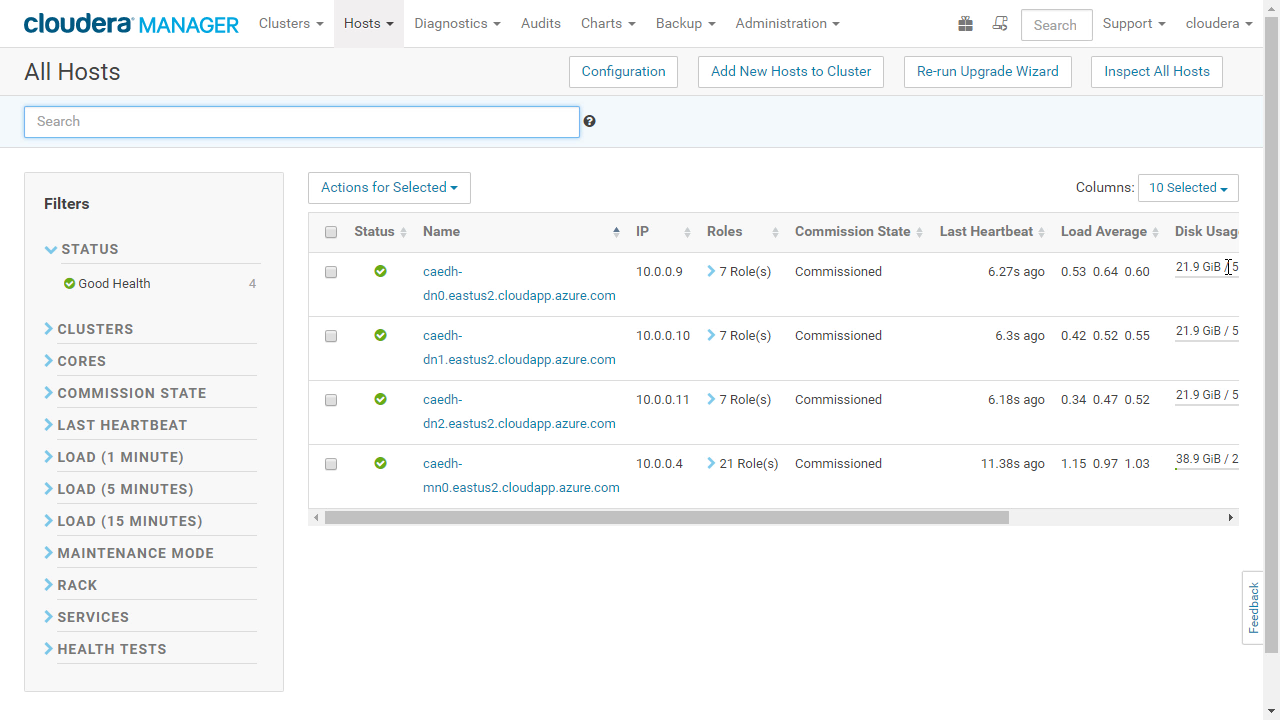 cloudera MANAGER Clusters Hosts Diagnostics Audits Charts Backup Administration Search Support cloudera
All Hosts Configuration Add New Hosts to Cluster Re-run Upgrade Wizard Inspect All Hosts
Search
Filters
STATUS
Good Health 4
CLUSTERS
CORES
COMMISSION STATE
LAST HEARTBEAT
LOAD (1 MINUTE)
LOAD (5 MINUTES)
LOAD (15 MINUTES)
MAINTENANCE MODE
RACK
SERVICES
HEALTH TESTS
Actions for Selected Columns: 10 Selected
Status Name IP Roles Commission State Last Heartbeat Load Average Disk Usag
caedh-
dn0.eastus2.cloudapp.azure.com 10.0.0.9 7 Role(s) Commissioned 6.27s ago 0.53 0.64 0.60 21.9 GiB / 5
caedh-
dn1.eastus2.cloudapp.azure.com 10.0.0.10 7 Role(s) Commissioned 6.3s ago 0.42 0.52 0.55 21.9 GiB / 5
caedh-
dn2.eastus2.cloudapp.azure.com 10.0.0.11 7 Role(s) Commissioned 6.18s ago 0.34 0.47 0.52 21.9 GiB / 5
caedh-
mn0.eastus2.cloudapp.azure.com 10.0.0.4 21 Role(s) Commissioned 11.38s ago 1.15 0.97 1.03 38.9 GiB / 2
Feedback